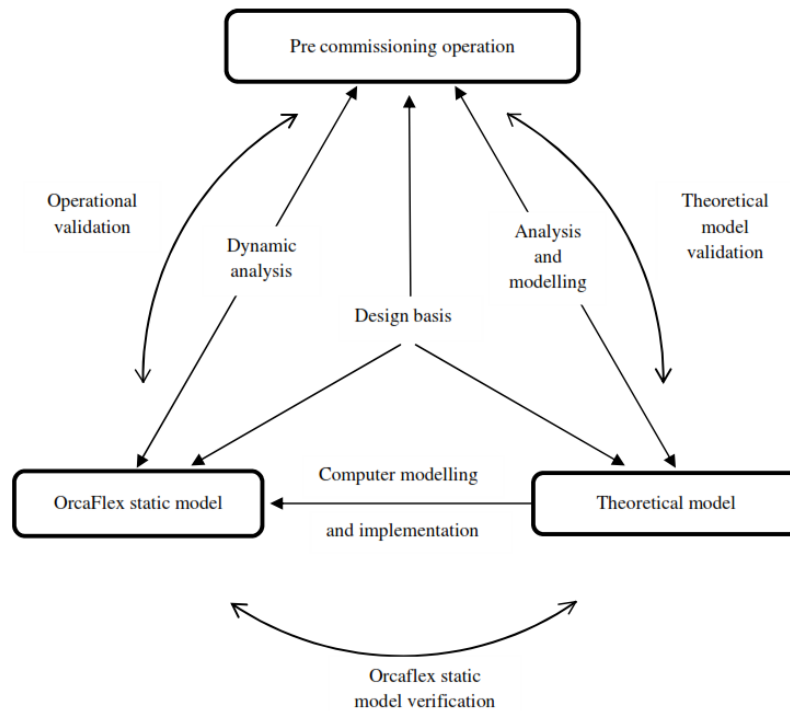 Pre commissioning operation
Operational
validation
Theoretical
model
validation
Dynamic
analysis
Analysis
and
modelling
Design basis
OrcaFlex static model
Computer modelling
and implementation
Theoretical model
Orcaflex static
model verification